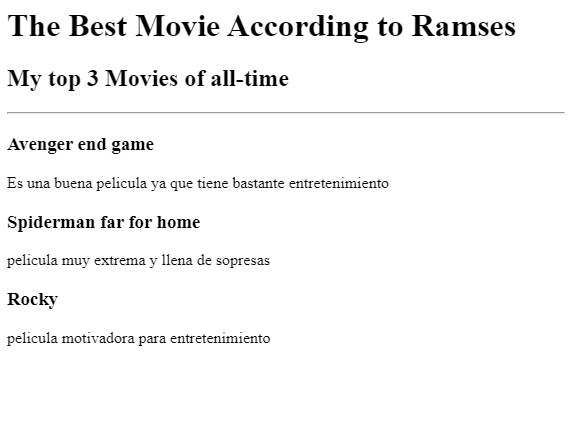 The Best Movie According to Ramses
My top 3 Movies of all-time
Avenger end game
Es una buena pelicula ya que tiene bastante entretenimiento
Spiderman far for home
pelicula muy extrema y llena de sopresas
Rocky
pelicula motivadora para entretenimiento